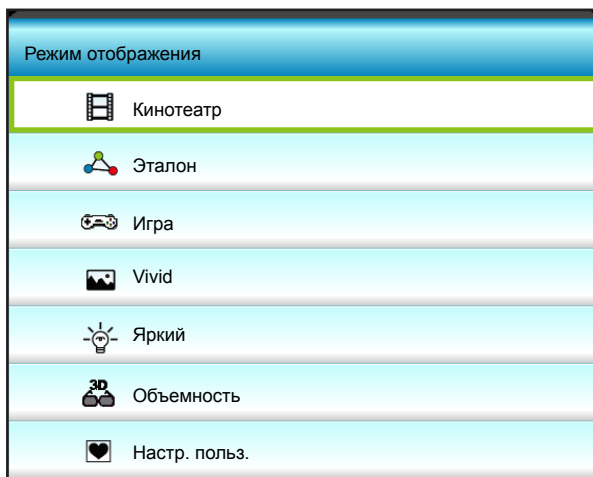 Режим отображения
Кинотеатр
Эталон
Игра
Vivid
Яркий
3D
Объемность
Настр. польз.